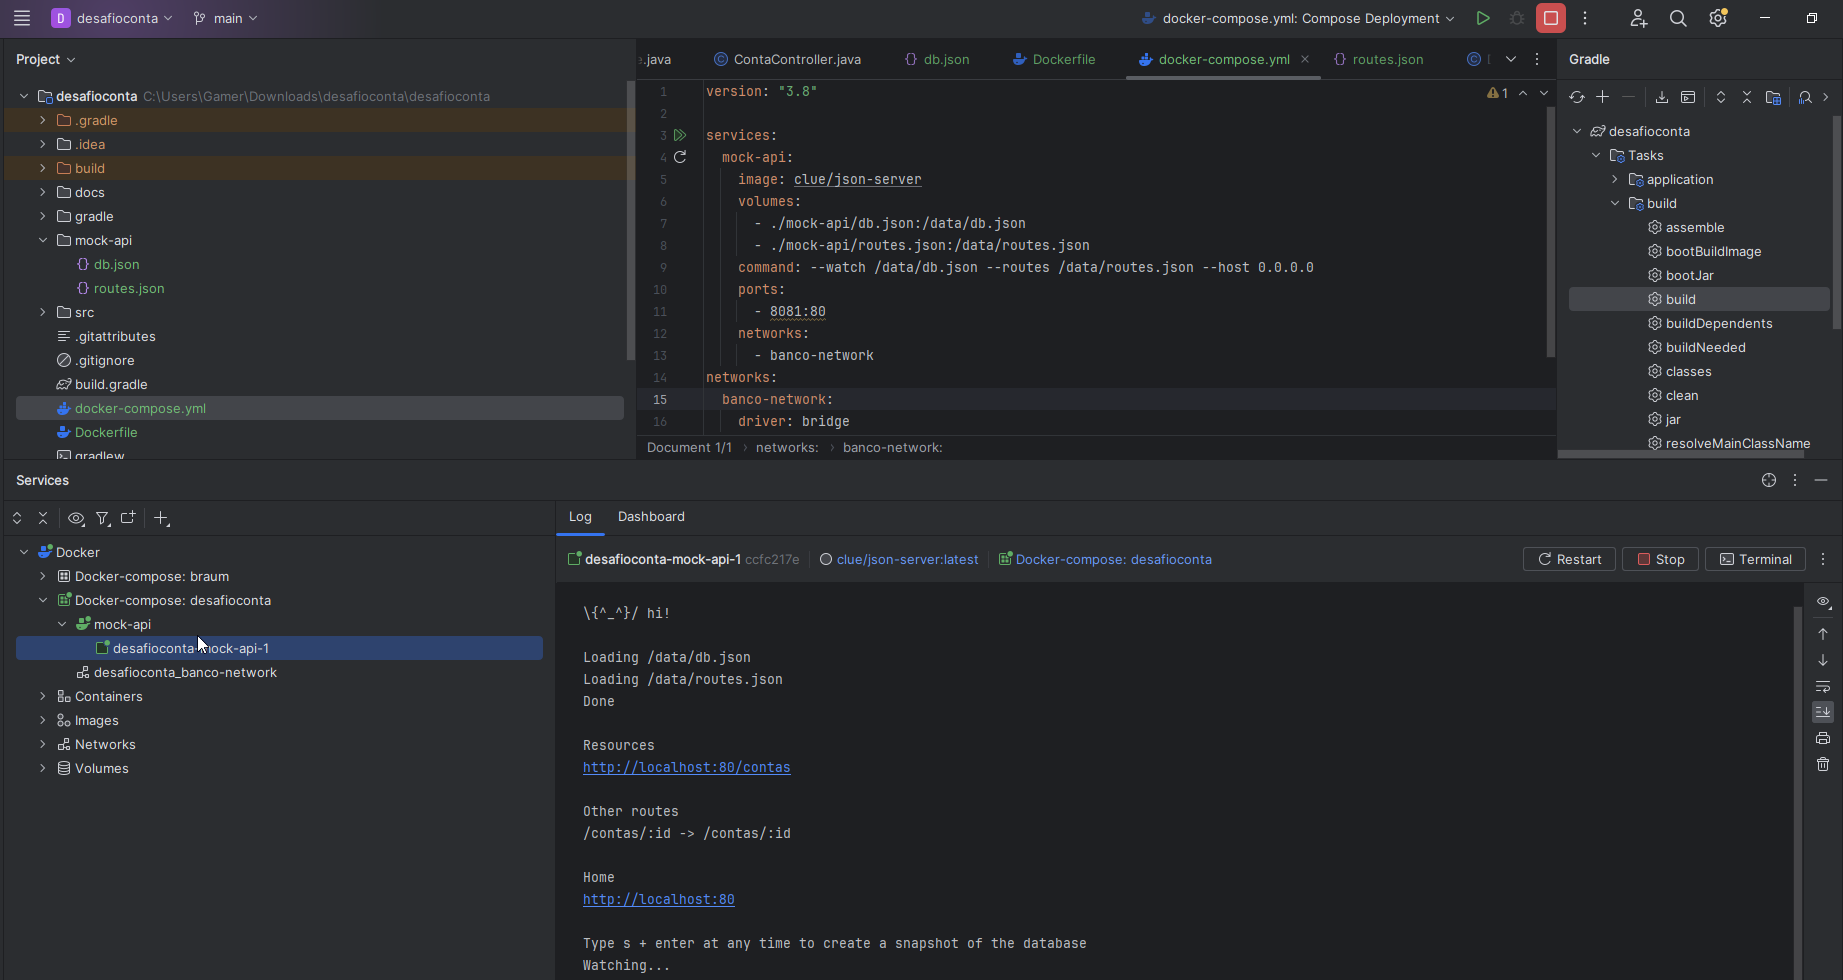 D desafioconta main
docker-compose.yml: Compose Deployment
Project
desafioconta C:\Users\Gamer\Downloads\desafioconta\desafioconta
.gradle
.idea
build
docs
gradle
mock-api
db.json
routes.json
src
.gitattributes
.gitignore
build.gradle
docker-compose.yml
Dockerfile
gradlew
.java ContaController.java db.json Dockerfile docker-compose.yml routes.json
1 version: "3.8"
1
2
3 services:
4 mock-api:
5 image: clue/json-server
6 volumes:
7 - ./mock-api/db.json:/data/db.json
8 - ./mock-api/routes.json:/data/routes.json
9 command: --watch /data/db.json --routes /data/routes.json --host 0.0.0.0
10 ports:
11 - 8081:80
12 networks:
13 - banco-network
14 networks:
15 banco-network:
16 driver: bridge
Document 1/1 › networks: › banco-network:
Gradle
desafioconta
Tasks
application
build
assemble
bootBuildImage
bootJar
build
buildDependents
buildNeeded
classes
clean
jar
resolveMainClassName
Services
Docker
Docker-compose: braum
Docker-compose: desafioconta
mock-api
desafioconta-mock-api-1
desafioconta_banco-network
Containers
Images
Networks
Volumes
Log Dashboard
desafioconta-mock-api-1 ccfc217e clue/json-server:latest Docker-compose: desafioconta
Restart Stop Terminal
\{^_^}/ hi!
Loading /data/db.json
Loading /data/routes.json
Done
Resources
http://localhost:80/contas
Other routes
/contas/:id -> /contas/:id
Home
http://localhost:80
Type s + enter at any time to create a snapshot of the database
Watching...